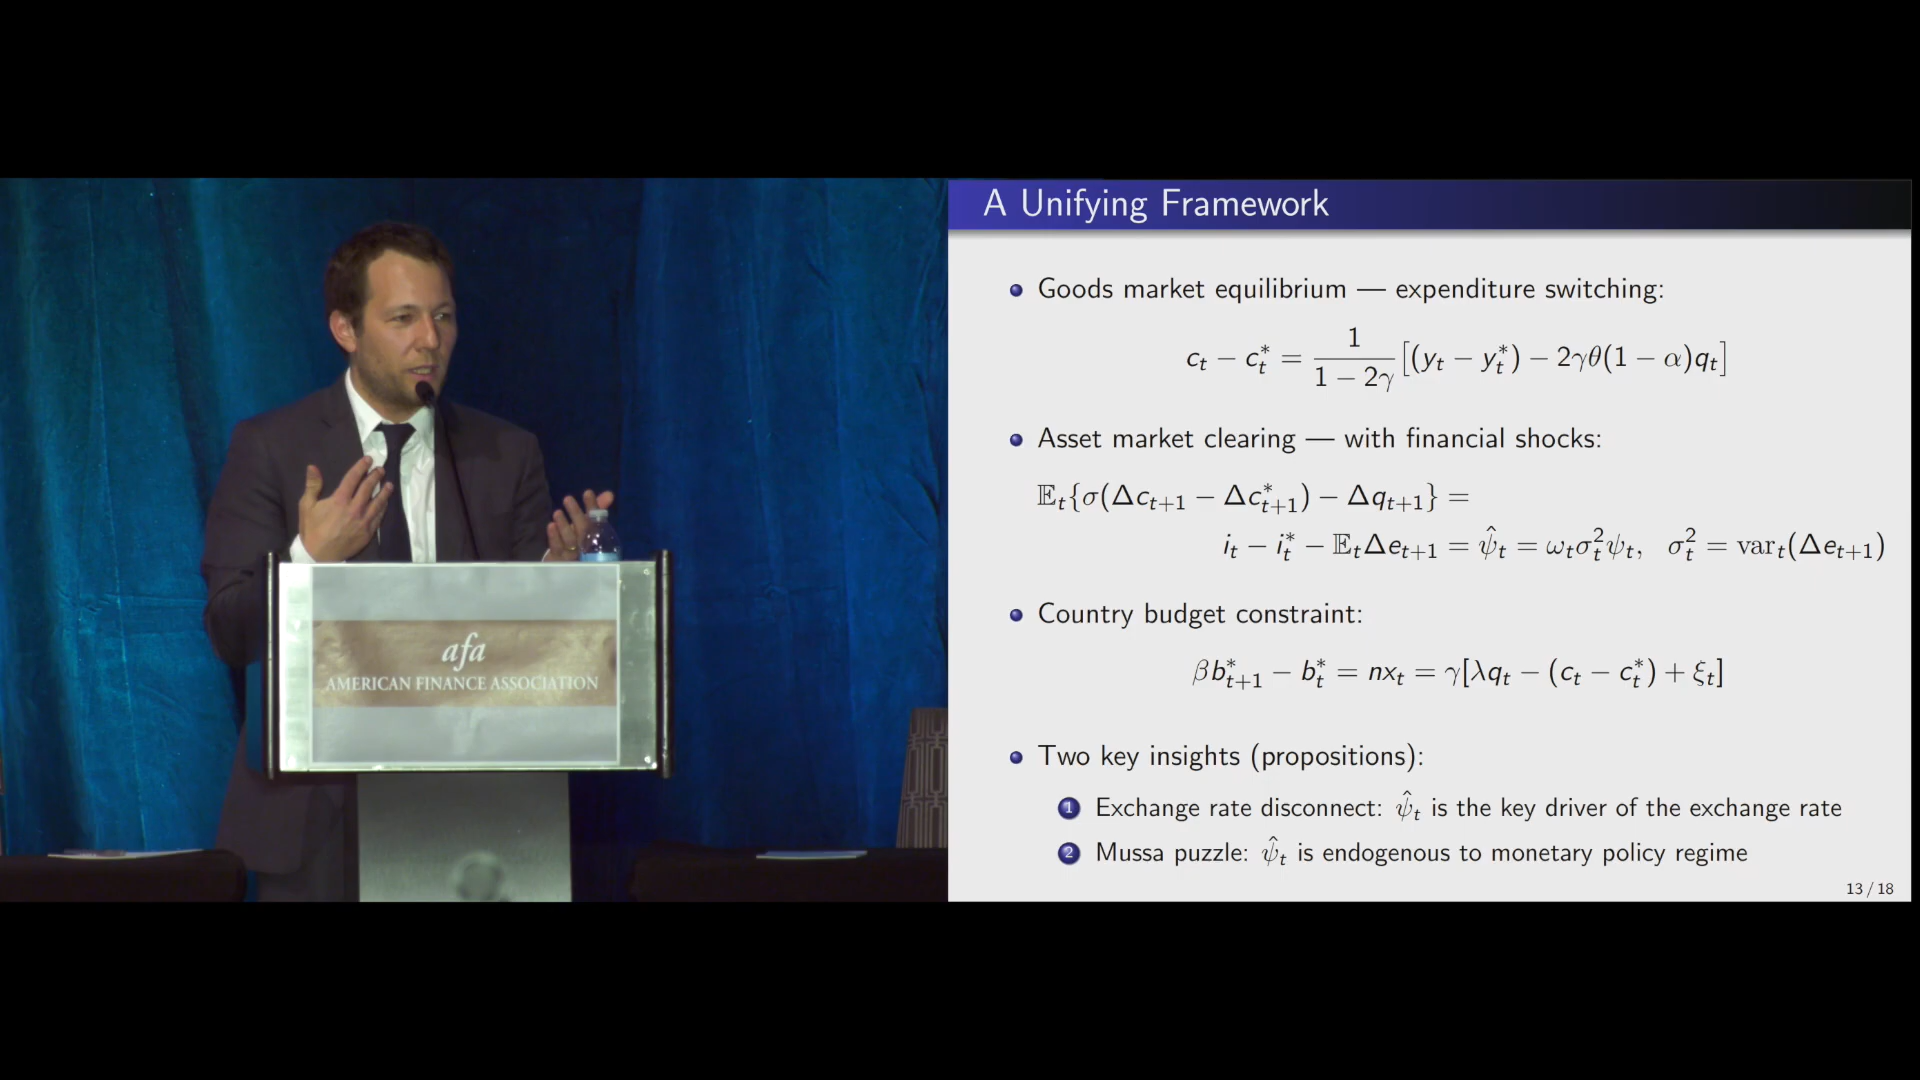 afa
AMERICAN FINANCE ASSOCIATION
A Unifying Framework
Goods market equilibrium — expenditure switching:
c_t − c_t^* = \frac{1}{1 − 2γ} [(y_t − y_t^*) − 2γθ(1 − α)q_t]
Asset market clearing — with financial shocks:
𝔼_t{σ(Δc_{t+1} − Δc_{t+1}^*) − Δq_{t+1}} =
i_t − i_t^* − 𝔼_tΔe_{t+1} = \hat{ψ}_t = ω_tσ_t^2ψ_t, σ_t^2 = var_t(Δe_{t+1})
Country budget constraint:
βb_{t+1}^* − b_t^* = nx_t = γ[λq_t − (c_t − c_t^*) + ξ_t]
Two key insights (propositions):
1 Exchange rate disconnect: \hat{ψ}_t is the key driver of the exchange rate
2 Mussa puzzle: \hat{ψ}_t is endogenous to monetary policy regime
13 / 18